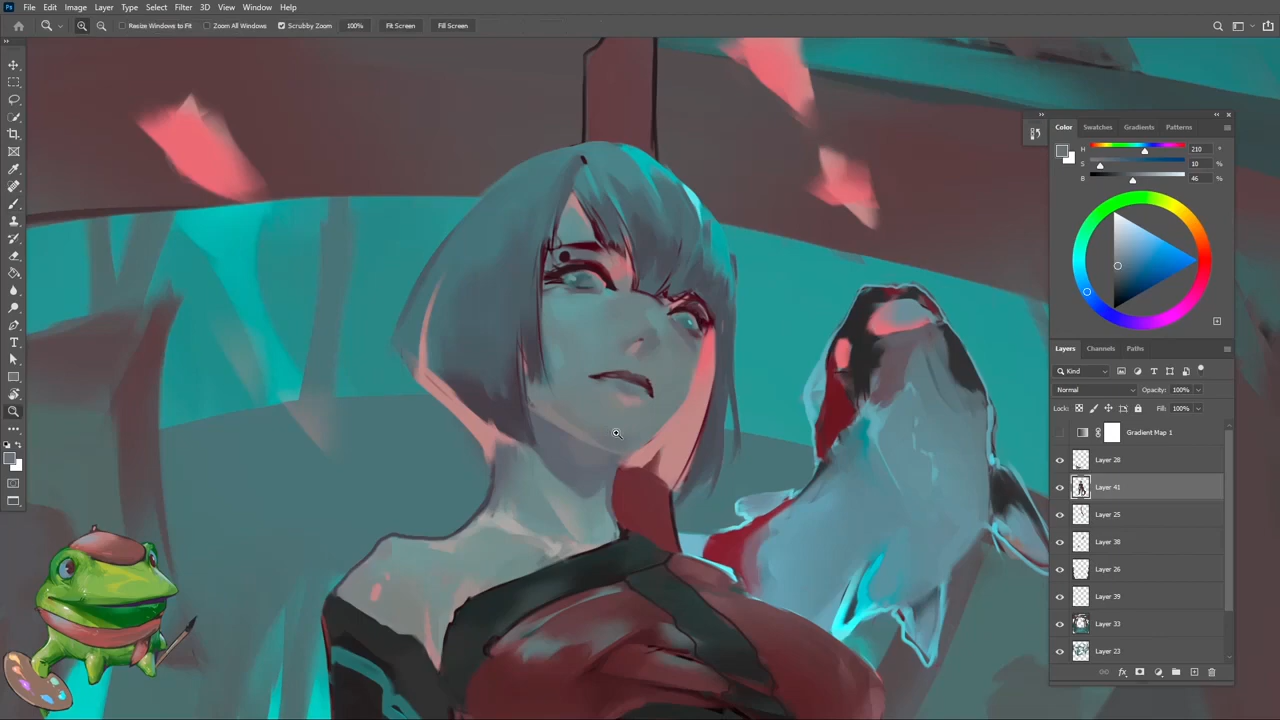 Ps File Edit Image Layer Type Select Filter 3D View Window Help
Resize Windows to Fit Zoom All Windows Scrubby Zoom 100% Fit Screen Fill Screen
Color Swatches Gradients Patterns
H 210 °
S 10 %
B 46 %
Layers Channels Paths
Kind
Normal Opacity: 100%
Lock: Fill: 100%
Gradient Map 1
Layer 28
Layer 41
Layer 25
Layer 38
Layer 26
Layer 39
Layer 33
Layer 23